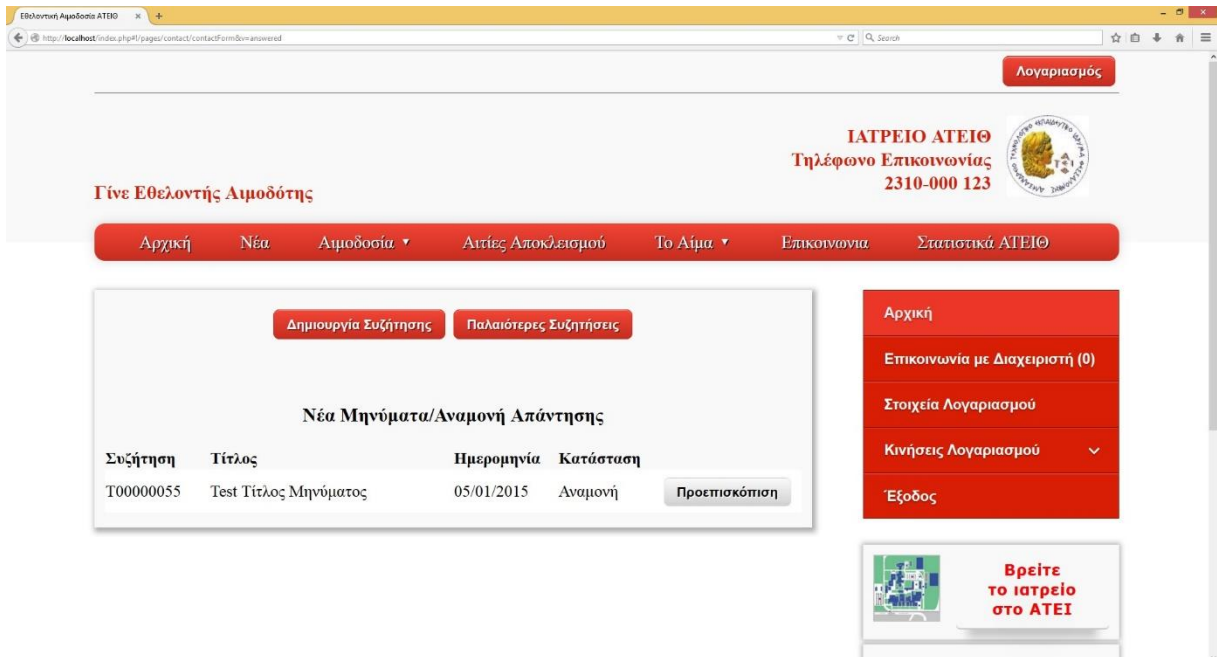 Εθελοντική Αιμοδοσία ΑΤΕΙΘ
http://localhost/index.php#!/pages/contact/contactForm&v=answered
Search
Λογαριασμός
ΙΑΤΡΕΙΟ ΑΤΕΙΘ
Τηλέφωνο Επικοινωνίας
2310-000 123
Γίνε Εθελοντής Αιμοδότης
Αρχική Νέα Αιμοδοσία Αιτίες Αποκλεισμού Το Αίμα Επικοινωνια Στατιστικά ΑΤΕΙΘ
Δημιουργία Συζήτησης Παλαιότερες Συζητήσεις
Νέα Μηνύματα/Αναμονή Απάντησης
Συζήτηση Τίτλος Ημερομηνία Κατάσταση
T00000055 Test Τίτλος Μηνύματος 05/01/2015 Αναμονή Προεπισκόπιση
Αρχική
Επικοινωνία με Διαχειριστή (0)
Στοιχεία Λογαριασμού
Κινήσεις Λογαριασμού
Έξοδος
Βρείτε
το ιατρείο
στο ΑΤΕΙ